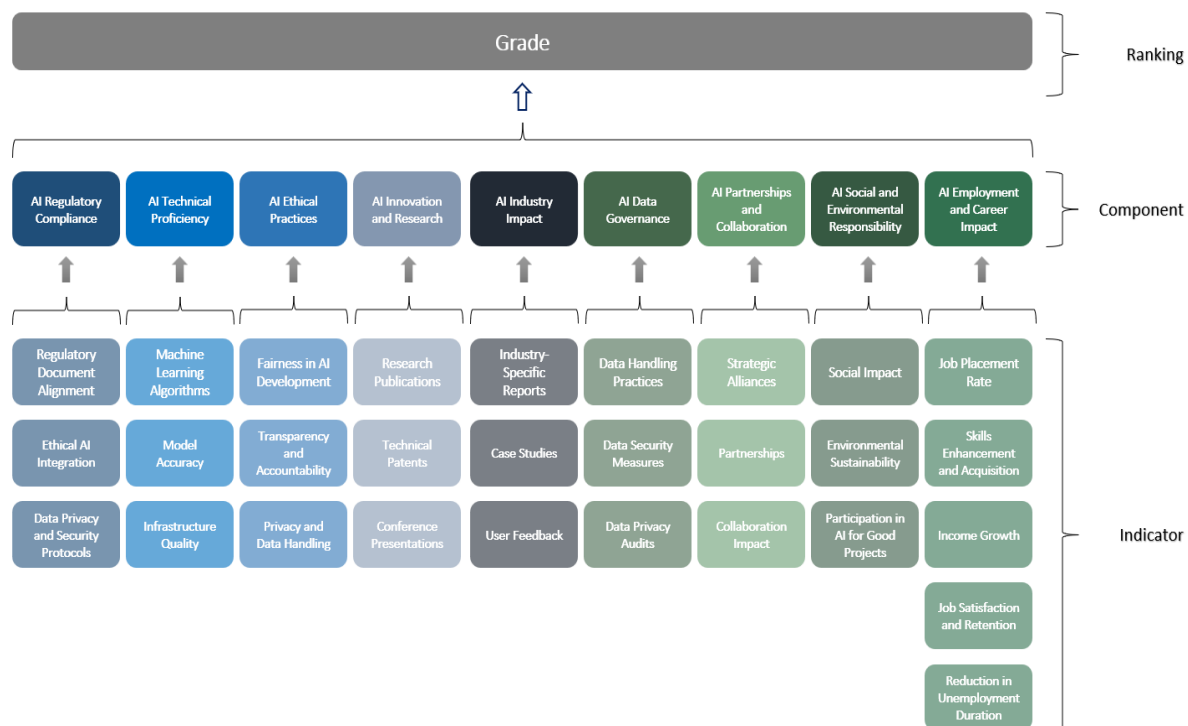 Grade
Ranking
AI Regulatory
Compliance
AI Technical
Proficiency
AI Ethical
Practices
AI Innovation
and Research
AI Industry
Impact
AI Data
Governance
AI Partnerships
and
Collaboration
AI Social and
Environmental
Responsibility
AI Employment
and Career
Impact
Component
Regulatory
Document
Alignment
Machine
Learning
Algorithms
Fairness in AI
Development
Research
Publications
Industry-
Specific
Reports
Data Handling
Practices
Strategic
Alliances
Social Impact
Job Placement
Rate
Ethical AI
Integration
Model
Accuracy
Transparency
and
Accountability
Technical
Patents
Case Studies
Data Security
Measures
Partnerships
Environmental
Sustainability
Skills
Enhancement
and Acquisition
Data Privacy
and Security
Protocols
Infrastructure
Quality
Privacy and
Data Handling
Conference
Presentations
User Feedback
Data Privacy
Audits
Collaboration
Impact
Participation in
AI for Good
Projects
Income Growth
Indicator
Job Satisfaction
and Retention
Reduction in
Unemployment
Duration